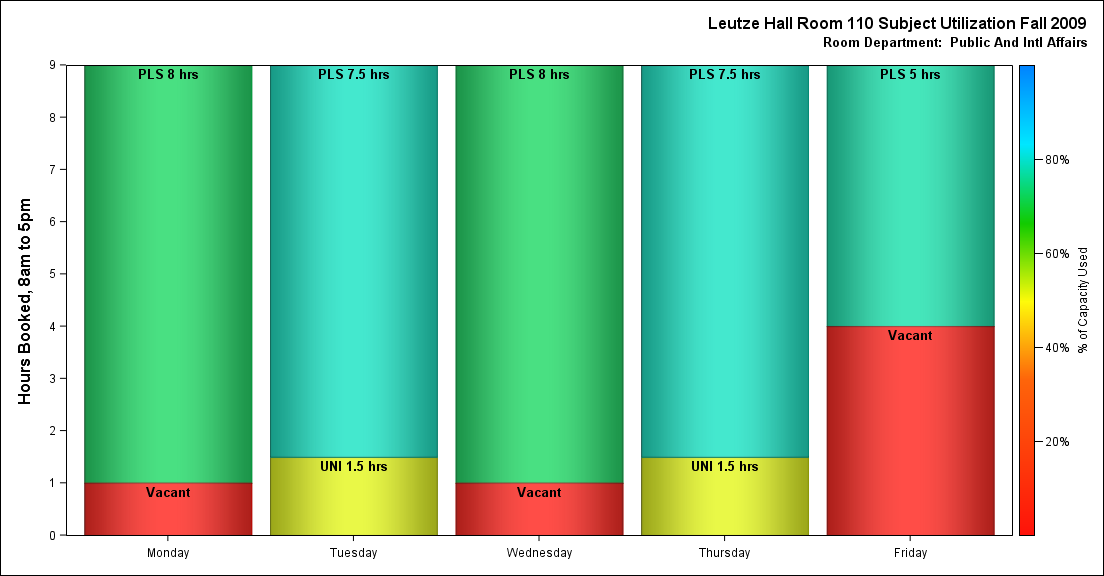 Leutze Hall Room 110 Subject Utilization Fall 2009
Room Department:  Public And Intl Affairs
Hours Booked, 8am to 5pm
9
8
7
6
5
4
3
2
1
0
PLS 8 hrs
Vacant
PLS 7.5 hrs
UNI 1.5 hrs
PLS 8 hrs
Vacant
PLS 7.5 hrs
UNI 1.5 hrs
PLS 5 hrs
Vacant
Monday
Tuesday
Wednesday
Thursday
Friday
80%
60%
40%
20%
% of Capacity Used